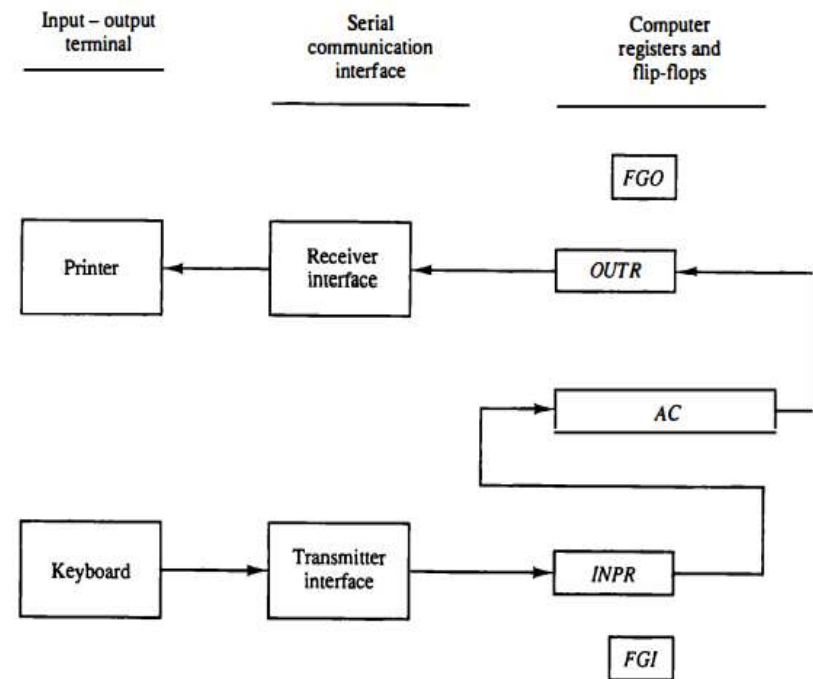 Input – output
terminal
Serial
communication
interface
Computer
registers and
flip-flops
FGO
Printer
Receiver
interface
OUTR
AC
Keyboard
Transmitter
interface
INPR
FGI